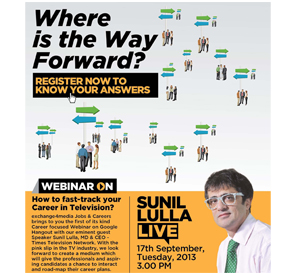 Where
is the Way
Forward?
REGISTER NOW TO
KNOW YOUR ANSWERS
WEBINAR ON
How to fast-track your
Career in Television?
exchange4media Jobs & Careers
brings to you the first of its kind
Career focused Webinar on Google
Hangout with our eminent guest
Speaker Sunil Lulla, MD & CEO -
Times Television Network. With the
pink slip in the TV industry, we look
forward to create a medium which
will give the professionals and aspir-
ing candidates a chance to interact
and road-map their career plans.
SUNIL
LULLA
LIVE
17th September,
Tuesday, 2013
3.00 PM